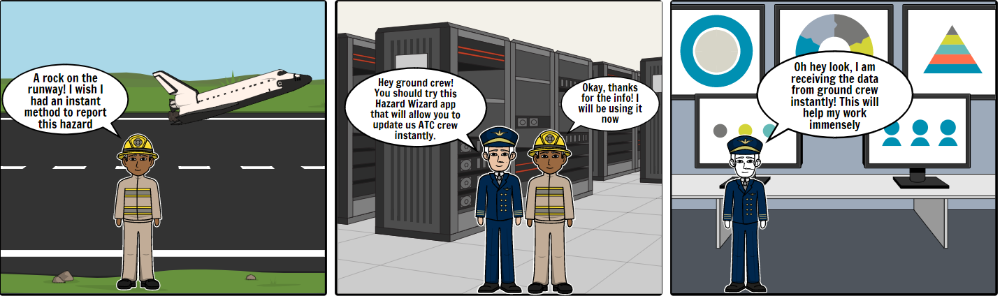 A rock on the
runway! I wish I
had an instant
method to report
this hazard
Hey ground crew!
You should try this
Hazard Wizard app
that will allow you to
update us ATC crew
instantly.
Okay, thanks
for the info! I
will be using it
now
Oh hey look, I am
receiving the data
from ground crew
instantly! This will
help my work
immensely